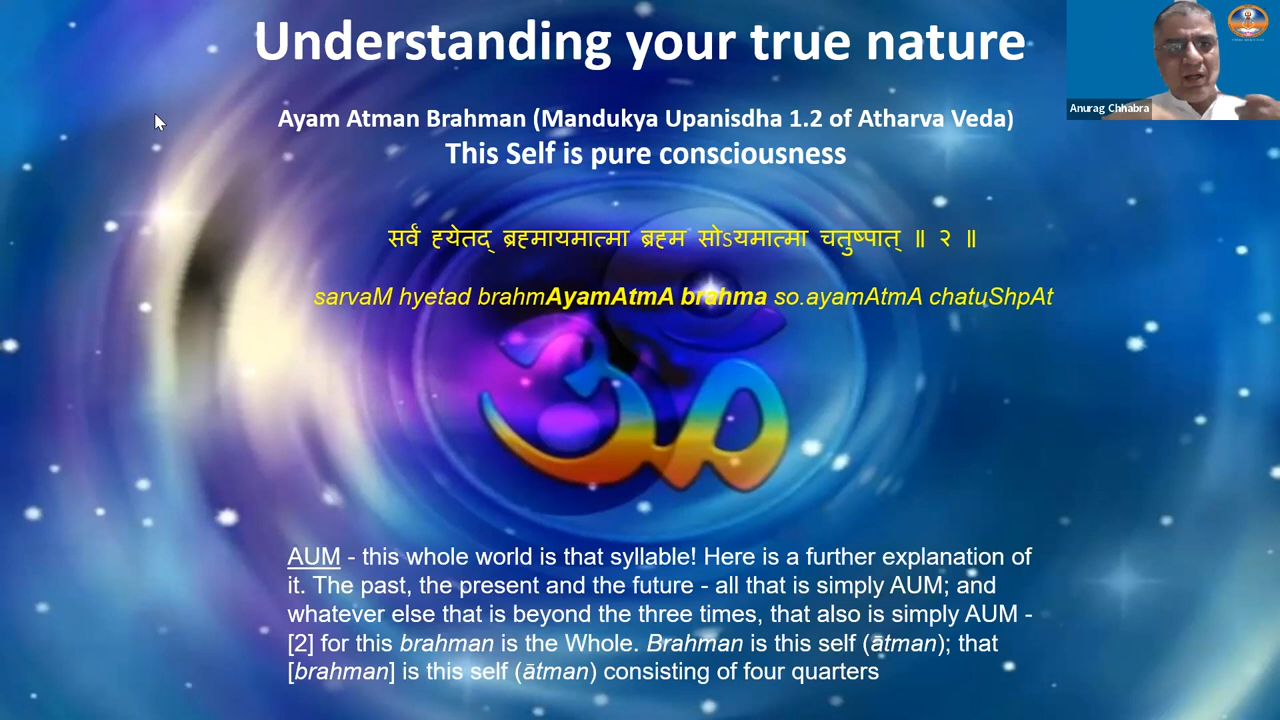 Understanding your true nature
Anurag Chhabra
Ayam Atman Brahman (Mandukya Upanisdha 1.2 of Atharva Veda)
This Self is pure consciousness
सर्वं ह्येतद् ब्रह्मायमात्मा ब्रह्म सोऽयमात्मा चतुष्पात् ॥ २ ॥
sarvaM hyetad brahmAyamAtmA brahma so.ayamAtmA chatuShpAt
ॐ
AUM - this whole world is that syllable! Here is a further explanation of
it. The past, the present and the future - all that is simply AUM; and
whatever else that is beyond the three times, that also is simply AUM -
[2] for this brahman is the Whole. Brahman is this self (ātman); that
[brahman] is this self (ātman) consisting of four quarters